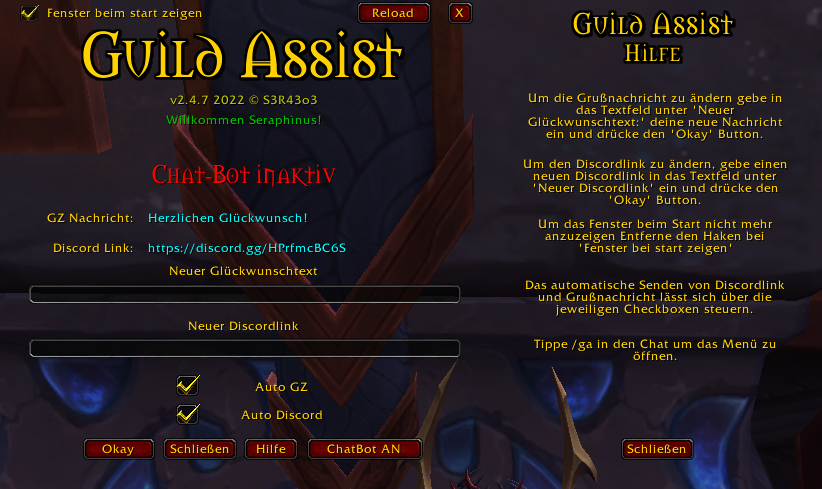 Fenster beim start zeigen
Reload
X
Guild Assist
v2.4.7 2022 © S3R43o3
Willkommen Seraphinus!
Chat-Bot inaktiv
GZ Nachricht: Herzlichen Glückwunsch!
Discord Link: https://discord.gg/HPrfmcBC6S
Neuer Glückwunschtext
Neuer Discordlink
Auto GZ
Auto Discord
Okay
Schließen
Hilfe
ChatBot AN
Guild Assist
Hilfe
Um die Grußnachricht zu ändern gebe in
das Textfeld unter 'Neuer
Glückwunschtext:' deine neue Nachricht
ein und drücke den 'Okay' Button.
Um den Discordlink zu ändern, gebe einen
neuen Discordlink in das Textfeld unter
'Neuer Discordlink' ein und drücke den
'Okay' Button.
Um das Fenster beim Start nicht mehr
anzuzeigen Entferne den Haken bei
'Fenster bei start zeigen'
Das automatische Senden von Discordlink
und Grußnachricht lässt sich über die
jeweiligen Checkboxen steuern.
Tippe /ga in den Chat um das Menü zu
öffnen.
Schließen